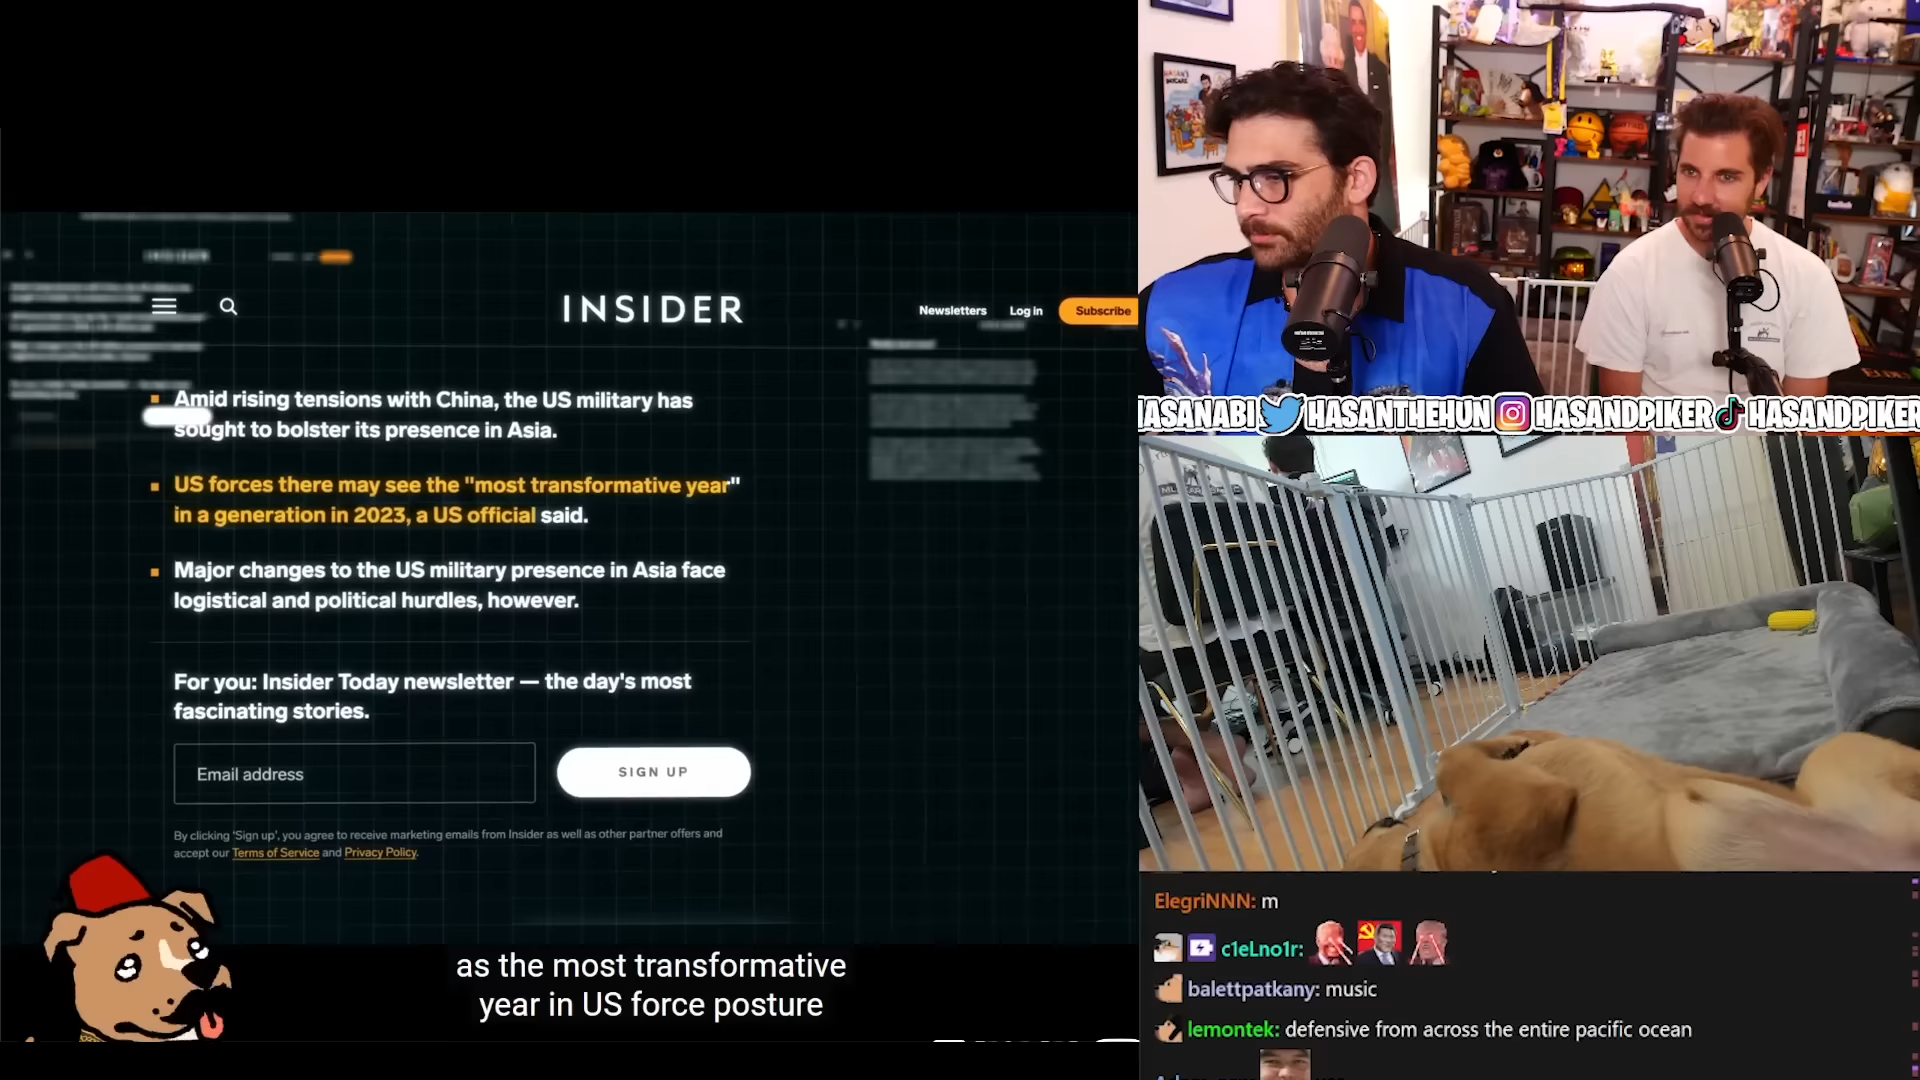 INSIDER
Newsletters
Log in
Subscribe
Amid rising tensions with China, the US military has
sought to bolster its presence in Asia.
US forces there may see the "most transformative year"
in a generation in 2023, a US official said.
Major changes to the US military presence in Asia face
logistical and political hurdles, however.
For you: Insider Today newsletter — the day's most
fascinating stories.
Email address
SIGN UP
By clicking 'Sign up', you agree to receive marketing emails from Insider as well as other partner offers and
accept our Terms of Service and Privacy Policy.
as the most transformative
year in US force posture
HASANABI HASANTHEHUN HASANDPIKER HASANDPIKER
ElegriNNN: m
c1eLno1r:
balettpatkany: music
lemontek: defensive from across the entire pacific ocean